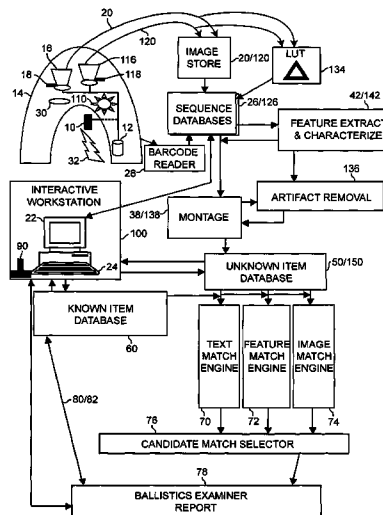 20
120
18
116
18
118
14
110
30
10
12
32
IMAGE
STORE
20/120
LUT
134
SEQUENCE
DATABASES
26/126
BARCODE
READER
28
42/142
FEATURE EXTRACT
& CHARACTERIZE
136
ARTIFACT REMOVAL
38/138
MONTAGE
INTERACTIVE
WORKSTATION
22
90
24
100
UNKNOWN ITEM
DATABASE
50/150
KNOWN ITEM
DATABASE
60
TEXT
MATCH
ENGINE
70
FEATURE
MATCH
ENGINE
72
IMAGE
MATCH
ENGINE
74
80/82
76
CANDIDATE MATCH SELECTOR
78
BALLISTICS EXAMINER
REPORT